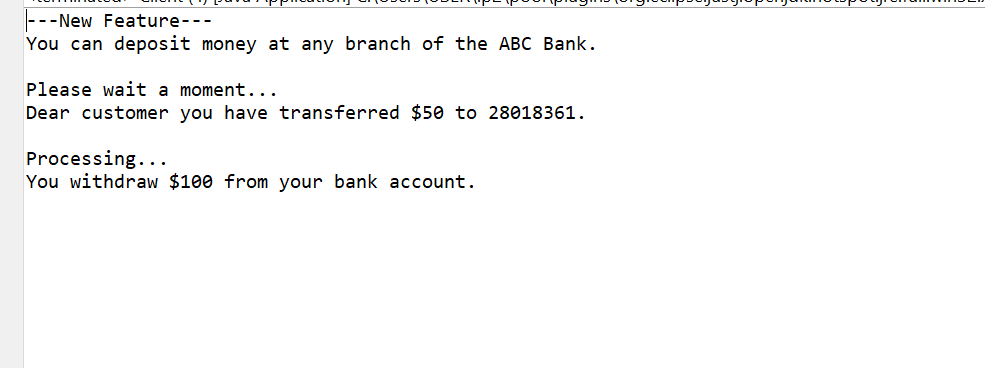 ---New Feature---
You can deposit money at any branch of the ABC Bank.
Please wait a moment...
Dear customer you have transferred $50 to 28018361.
Processing...
You withdraw $100 from your bank account.